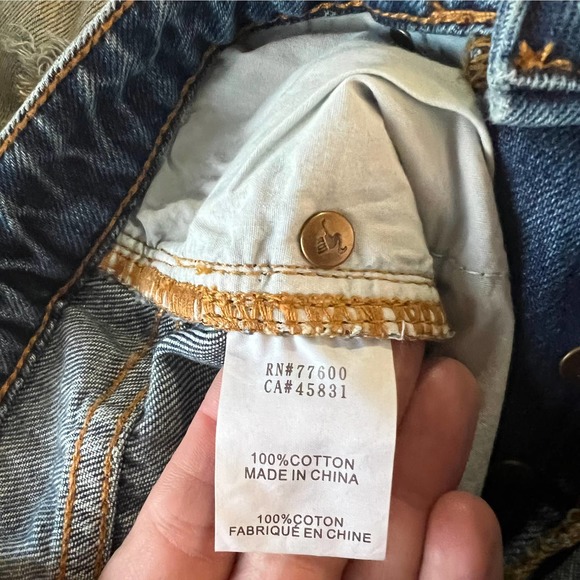 RN#77600
CA#45831
100%COTTON
MADE IN CHINA
100%COTON
FABRIQUÉ EN CHINE